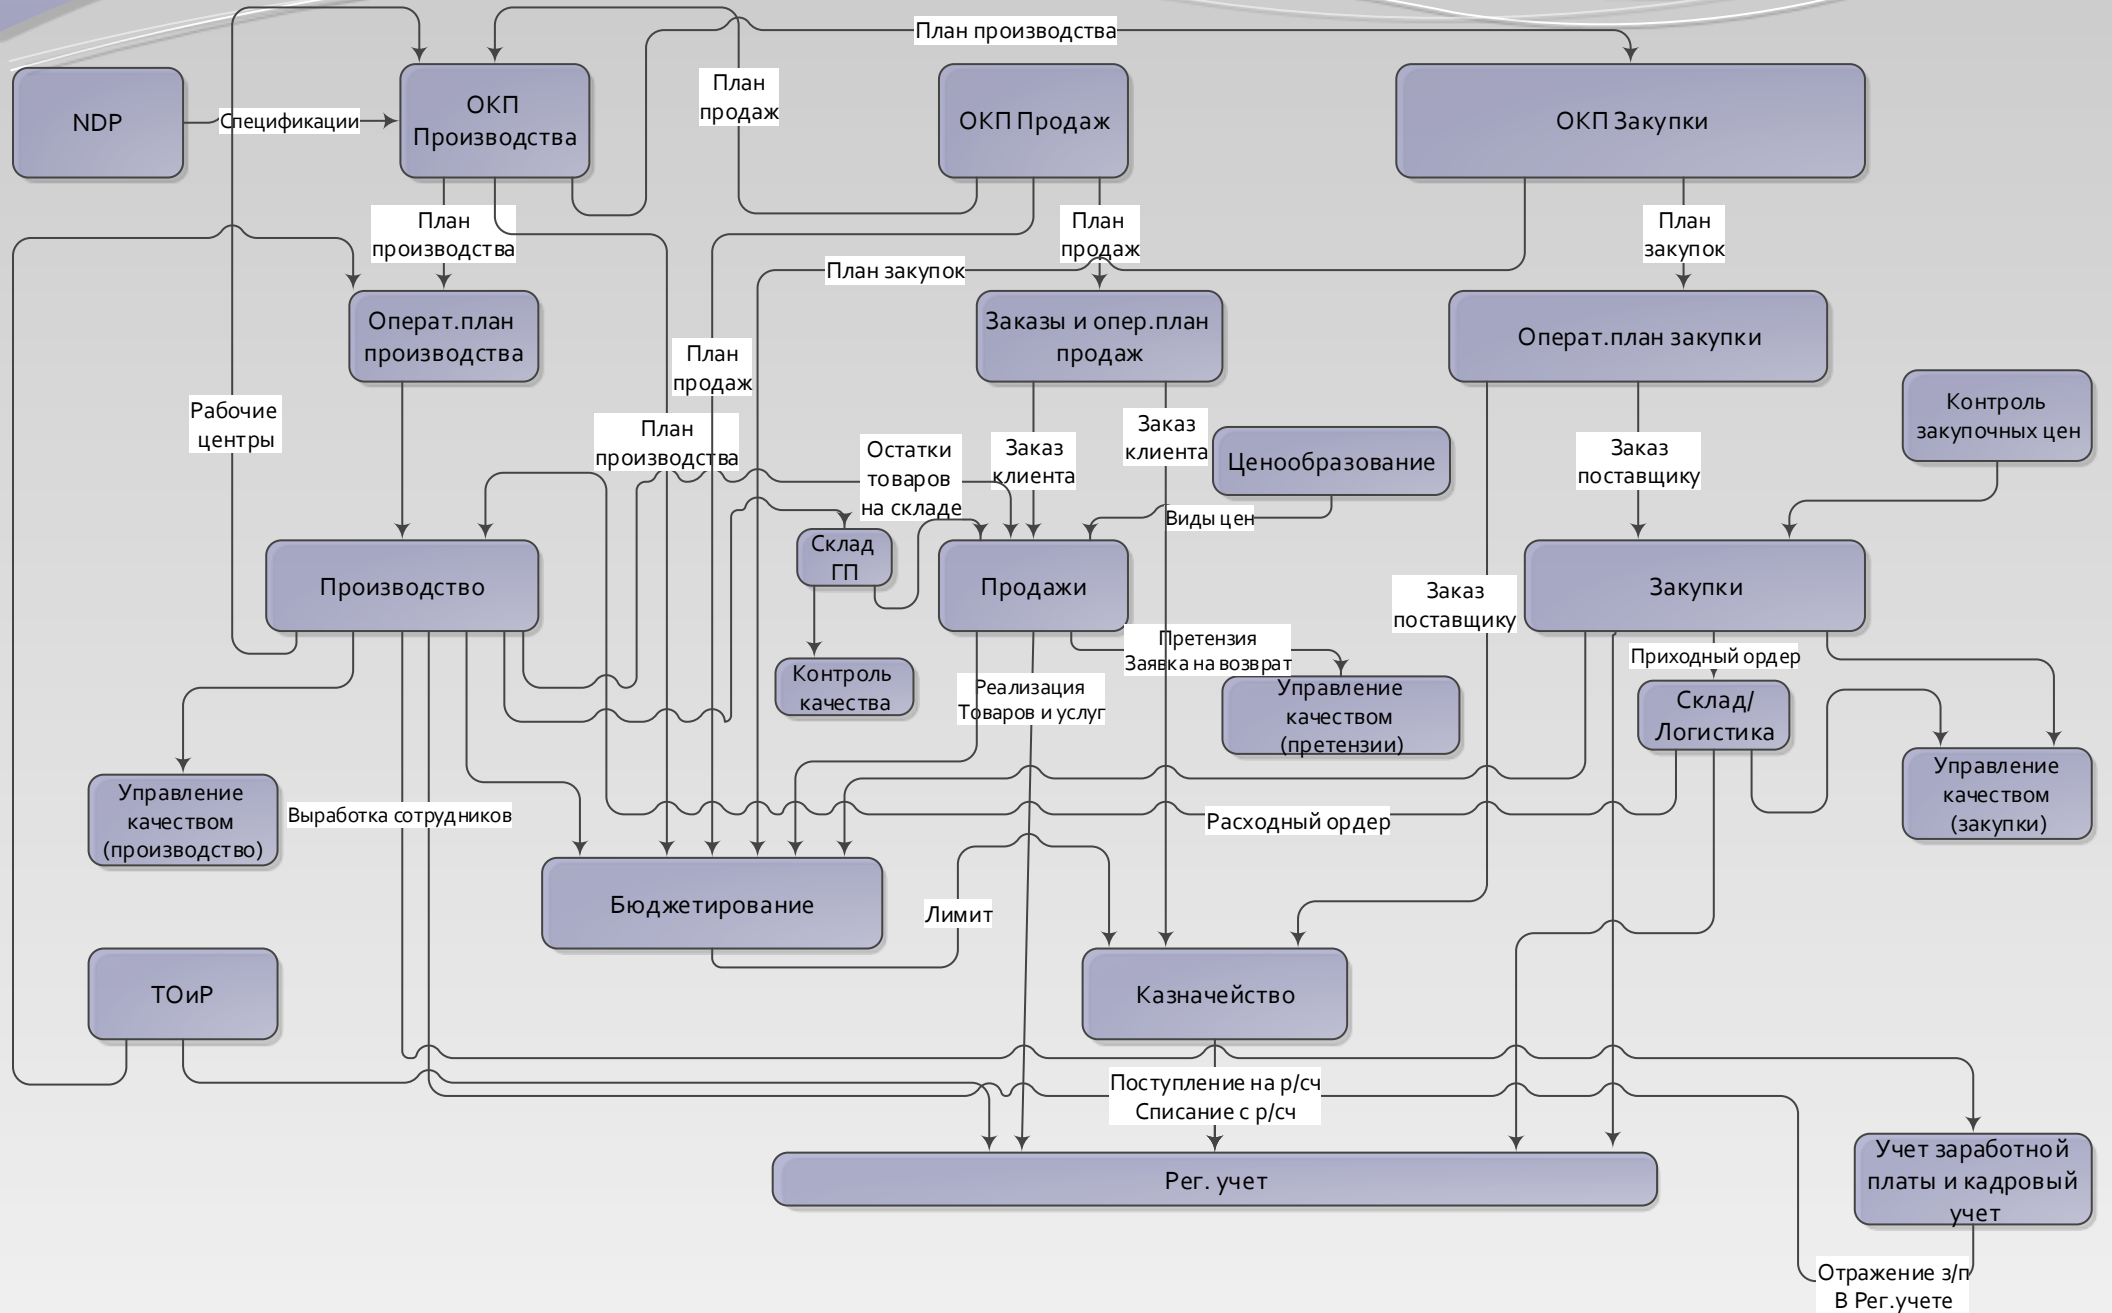 План производства
План
продаж
NDP
Спецификации
ОКП
Производства
ОКП Продаж
ОКП Закупки
План
производства
План
продаж
План
закупок
План закупок
Операт.план
производства
Заказы и опер.план
продаж
Операт.план закупки
План
продаж
Рабочие
центры
План
производства
Остатки
товаров
на складе
Заказ
клиента
Заказ
клиента
Ценообразование
Заказ
поставщику
Контроль
закупочных цен
Виды цен
Производство
Склад
ГП
Продажи
Заказ
поставщику
Закупки
Контроль
качества
Претензия
Заявка на возврат
Реализация
Товаров и услуг
Управление
качеством
(претензии)
Приходный ордер
Склад/
Логистика
Управление
качеством
(производство)
Выработка сотрудников
Расходный ордер
Управление
качеством
(закупки)
Бюджетирование
Лимит
ТОиР
Казначейство
Поступление на р/сч
Списание с р/сч
Рег. учет
Учет заработной
платы и кадровый
учет
Отражение з/п
В Рег.учете